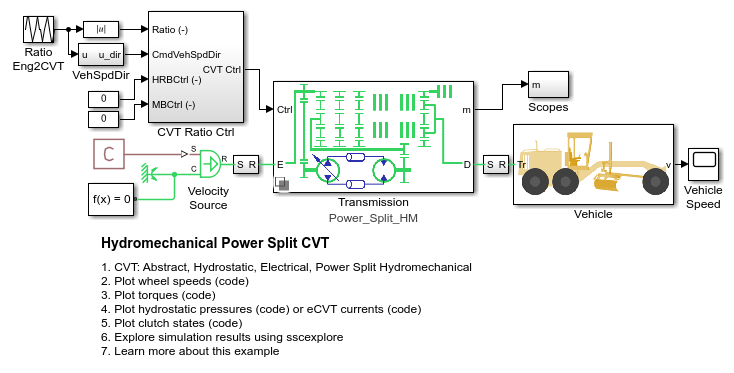 |u|
Ratio
Eng2CVT
u u_dir
VehSpdDir
0
0
Ratio (-)
CmdVehSpdDir
HRBCtrl (-)
MBCtrl (-)
CVT Ctrl
CVT Ratio Ctrl
C
S
C
R
f(x) = 0
Velocity
Source
S R
Ctrl
E
m
D
Transmission
Power_Split_HM
m
Scopes
S R
Tr
v
Vehicle
Vehicle
Speed
Hydromechanical Power Split CVT
1. CVT: Abstract, Hydrostatic, Electrical, Power Split Hydromechanical
2. Plot wheel speeds (code)
3. Plot torques (code)
4. Plot hydrostatic pressures (code) or eCVT currents (code)
5. Plot clutch states (code)
6. Explore simulation results using sscexplore
7. Learn more about this example